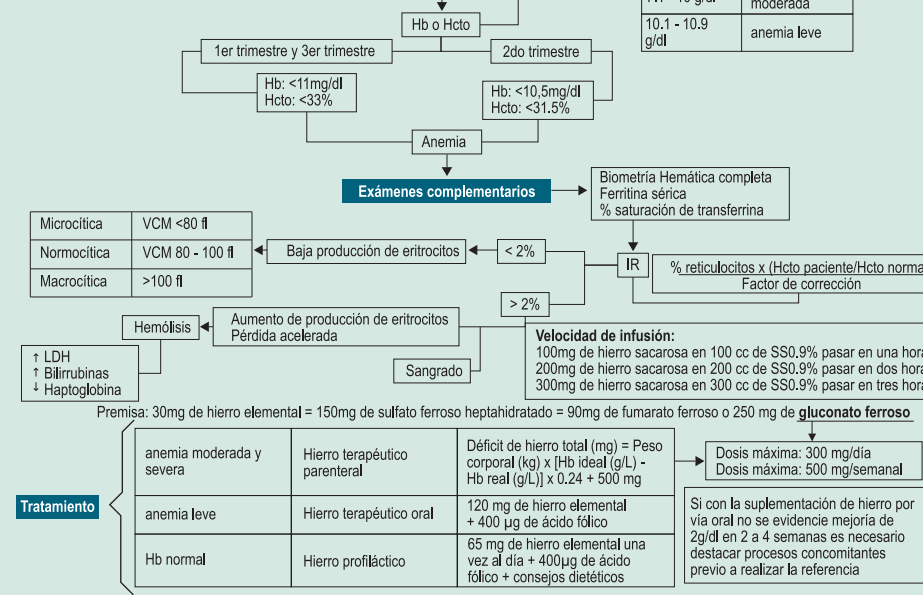 Hb o Hcto
moderada
10.1 - 10.9
g/dl
anemia leve
1er trimestre y 3er trimestre
2do trimestre
Hb: <11mg/dl
Hcto: <33%
Hb: <10,5mg/dl
Hcto: <31.5%
Anemia
Exámenes complementarios
Biometría Hemática completa
Ferritina sérica
% saturación de transferrina
Microcítica
VCM <80 fl
Normocítica
VCM 80 - 100 fl
Macrocítica
>100 fl
Baja producción de eritrocitos
< 2%
IR
% reticulocitos x (Hcto paciente/Hcto norma
Factor de corrección
> 2%
Hemólisis
Aumento de producción de eritrocitos
Pérdida acelerada
Sangrado
↑ LDH
↑ Bilirrubinas
↓ Haptoglobina
Velocidad de infusión:
100mg de hierro sacarosa en 100 cc de SS0.9% pasar en una hora
200mg de hierro sacarosa en 200 cc de SS0.9% pasar en dos hora
300mg de hierro sacarosa en 300 cc de SS0.9% pasar en tres hora
Premisa: 30mg de hierro elemental = 150mg de sulfato ferroso heptahidratado = 90mg de fumarato ferroso o 250 mg de gluconato ferroso
Tratamiento
anemia moderada y
severa
Hierro terapéutico
parenteral
Déficit de hierro total (mg) = Peso
corporal (kg) x [Hb ideal (g/L) -
Hb real (g/L)] x 0.24 + 500 mg
anemia leve
Hierro terapéutico oral
120 mg de hierro elemental
+ 400 µg de ácido fólico
Hb normal
Hierro profiláctico
65 mg de hierro elemental una
vez al día + 400µg de ácido
fólico + consejos dietéticos
Dosis máxima: 300 mg/día
Dosis máxima: 500 mg/semanal
Si con la suplementación de hierro por
vía oral no se evidencie mejoría de
2g/dl en 2 a 4 semanas es necesario
destacar procesos concomitantes
previo a realizar la referencia